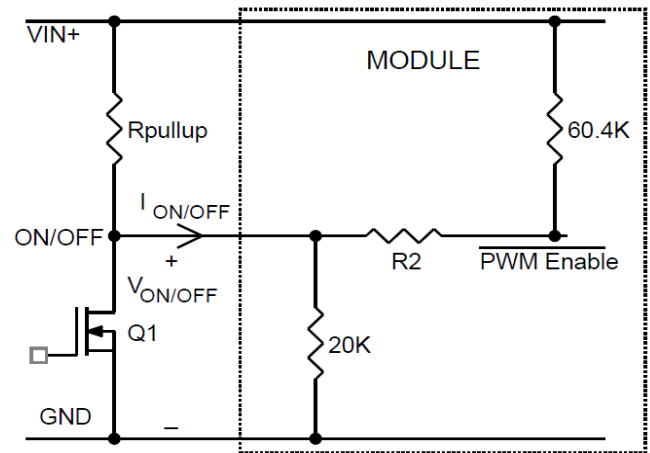 VIN+
MODULE
Rpullup
60.4K
I ON/OFF
ON/OFF
+
R2
PWM Enable
V ON/OFF
Q1
20K
GND
–